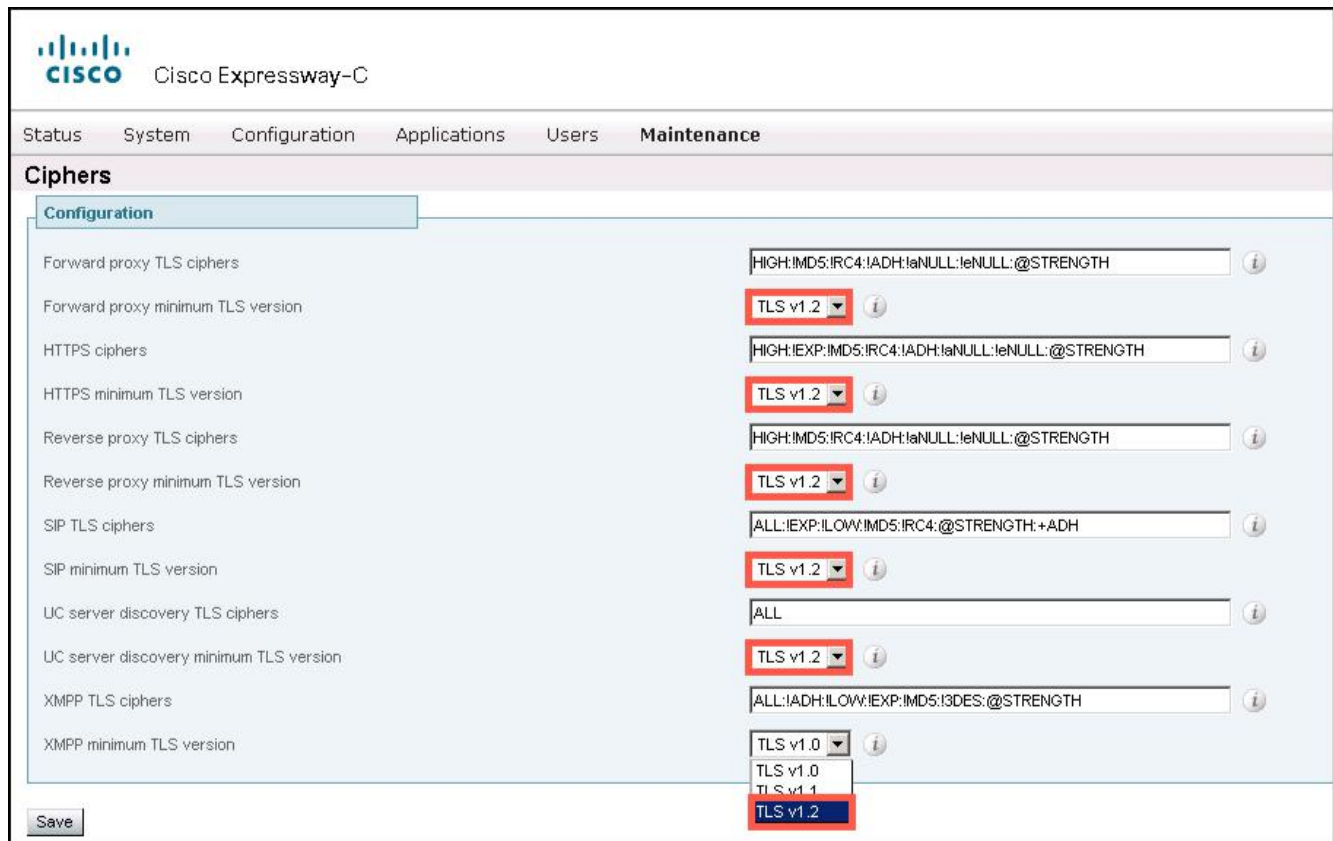 CISCO Cisco Expressway-C
Status System Configuration Applications Users Maintenance
Ciphers
Configuration
Forward proxy TLS ciphers HIGH:!MD5:!RC4:!ADH:!aNULL:!eNULL:@STRENGTH i
Forward proxy minimum TLS version TLS v1.2 i
HTTPS ciphers HIGH:!EXP:!MD5:!RC4:!ADH:!aNULL:!eNULL:@STRENGTH i
HTTPS minimum TLS version TLS v1.2 i
Reverse proxy TLS ciphers HIGH:!MD5:!RC4:!ADH:!aNULL:!eNULL:@STRENGTH i
Reverse proxy minimum TLS version TLS v1.2 i
SIP TLS ciphers ALL:!EXP:!LOW:!MD5:!RC4:@STRENGTH:+ADH i
SIP minimum TLS version TLS v1.2 i
UC server discovery TLS ciphers ALL i
UC server discovery minimum TLS version TLS v1.2 i
XMPP TLS ciphers ALL:!ADH:!LOW:!EXP:!MD5:!3DES:@STRENGTH i
XMPP minimum TLS version TLS v1.0 i
TLS v1.0
TLS v1.1
TLS v1.2
Save